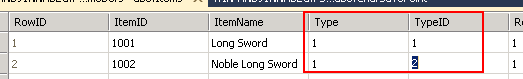 RowID ItemID ItemName Type TypeID
1 1001 Long Sword 1 1
2 1002 Noble Long Sword 1 2